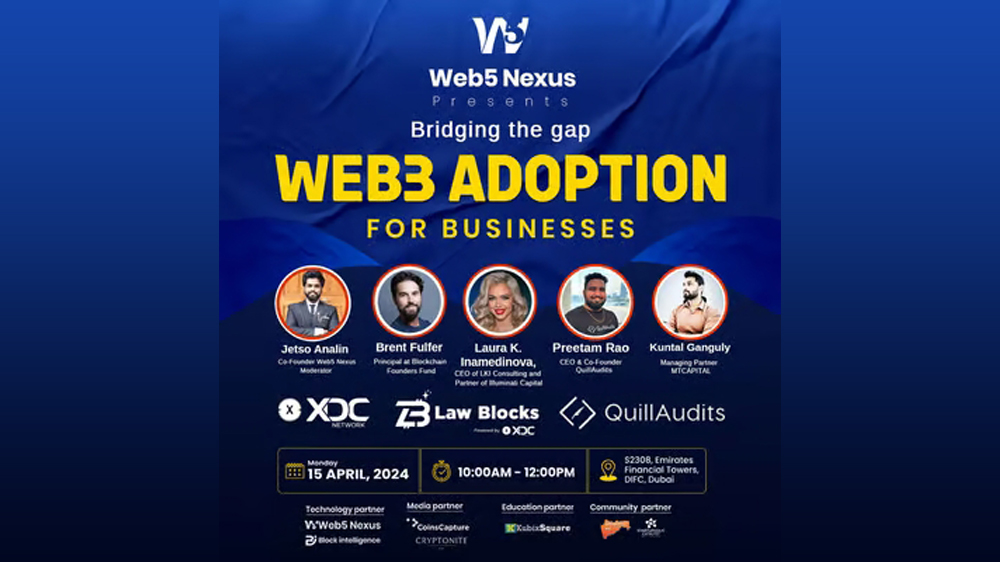 Web5 Nexus
Presents
Bridging the gap
WEB3 ADOPTION
FOR BUSINESSES
Jetso Analin
Co-Founder Web5 Nexus
Moderator
Brent Fulfer
Principal at Blockchain
Founders Fund
Laura K.
Inamedinova,
CEO of LKI Consulting and
Partner of Illuminati Capital
Preetam Rao
CEO & Co-Founder
QuillAudits
Kuntal Ganguly
Managing Partner
MTCAPITAL
XDC
NETWORK
Law Blocks
Powered by XDC
QuillAudits
Monday
15 APRIL, 2024
10:00AM - 12:00PM
S2308, Emirates
Financial Towers,
DIFC, Dubai
Technology partner
Web5 Nexus
Block intelligence
Media partner
CoinsCapture
CRYPTONITE
Education partner
KubixSquare
Community partner